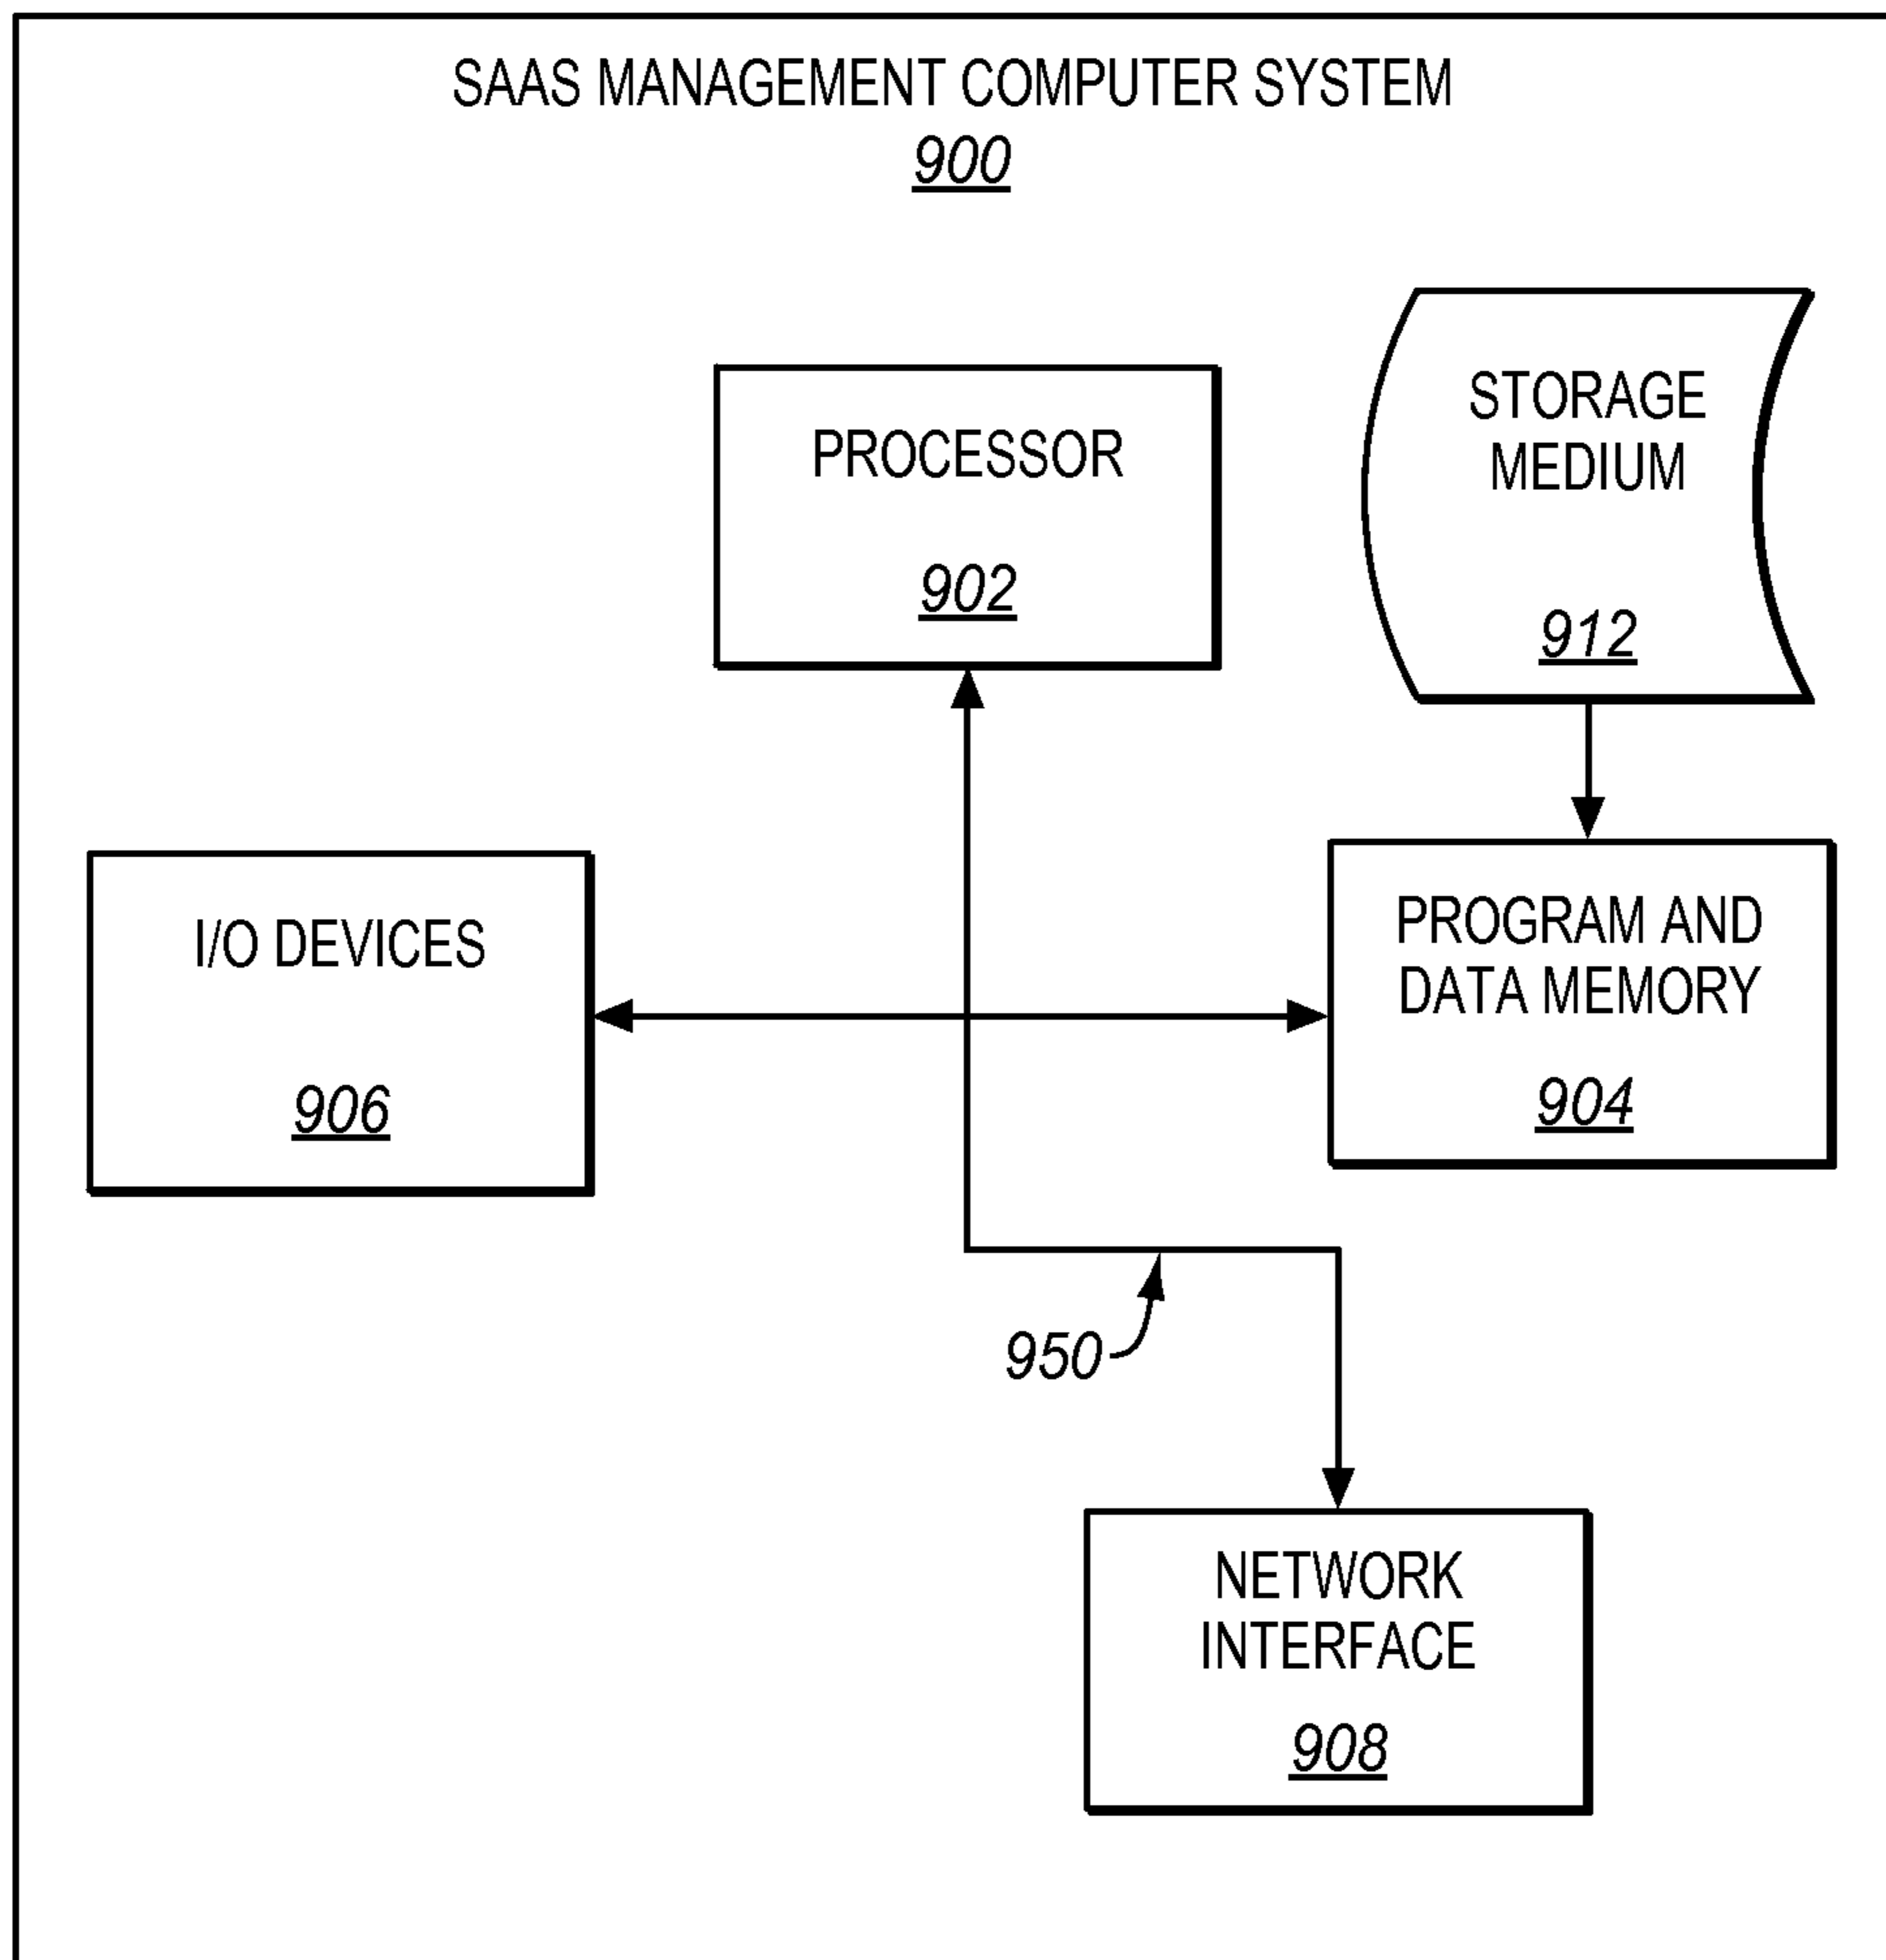 SAAS MANAGEMENT COMPUTER SYSTEM
900
PROCESSOR
902
STORAGE
MEDIUM
912
I/O DEVICES
906
PROGRAM AND
DATA MEMORY
904
950
NETWORK
INTERFACE
908